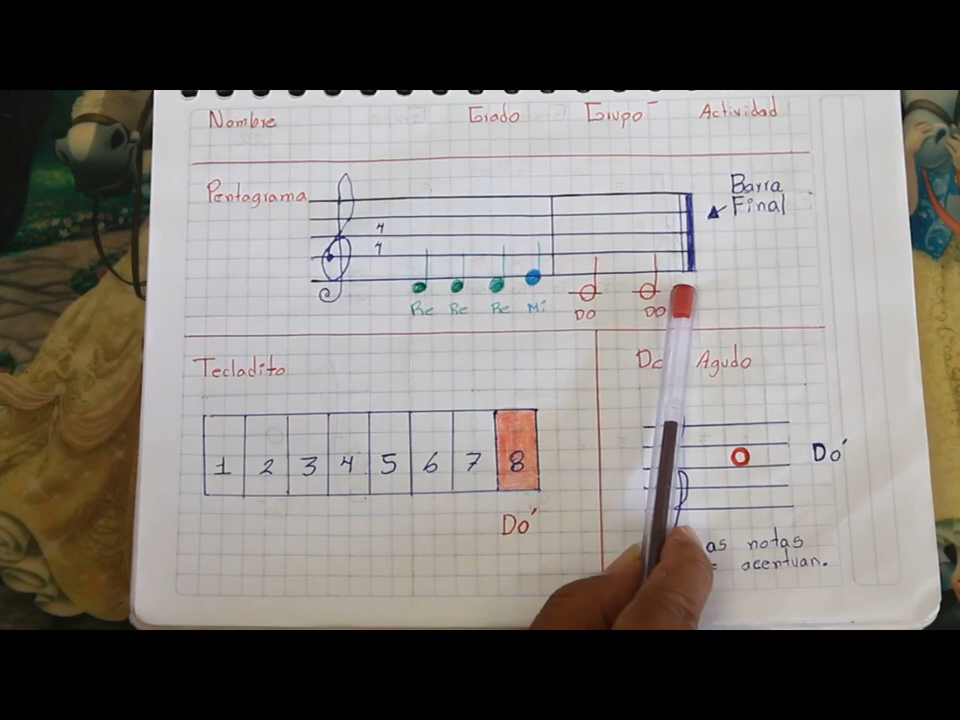 Nombre Grado Grupo Actividad
Pentagrama
4
4
Barra
Final
Re Re Re Mi Do Do
Tecladito
1 2 3 4 5 6 7 8
Do´
Agudo
Do´
notas
acentuan.